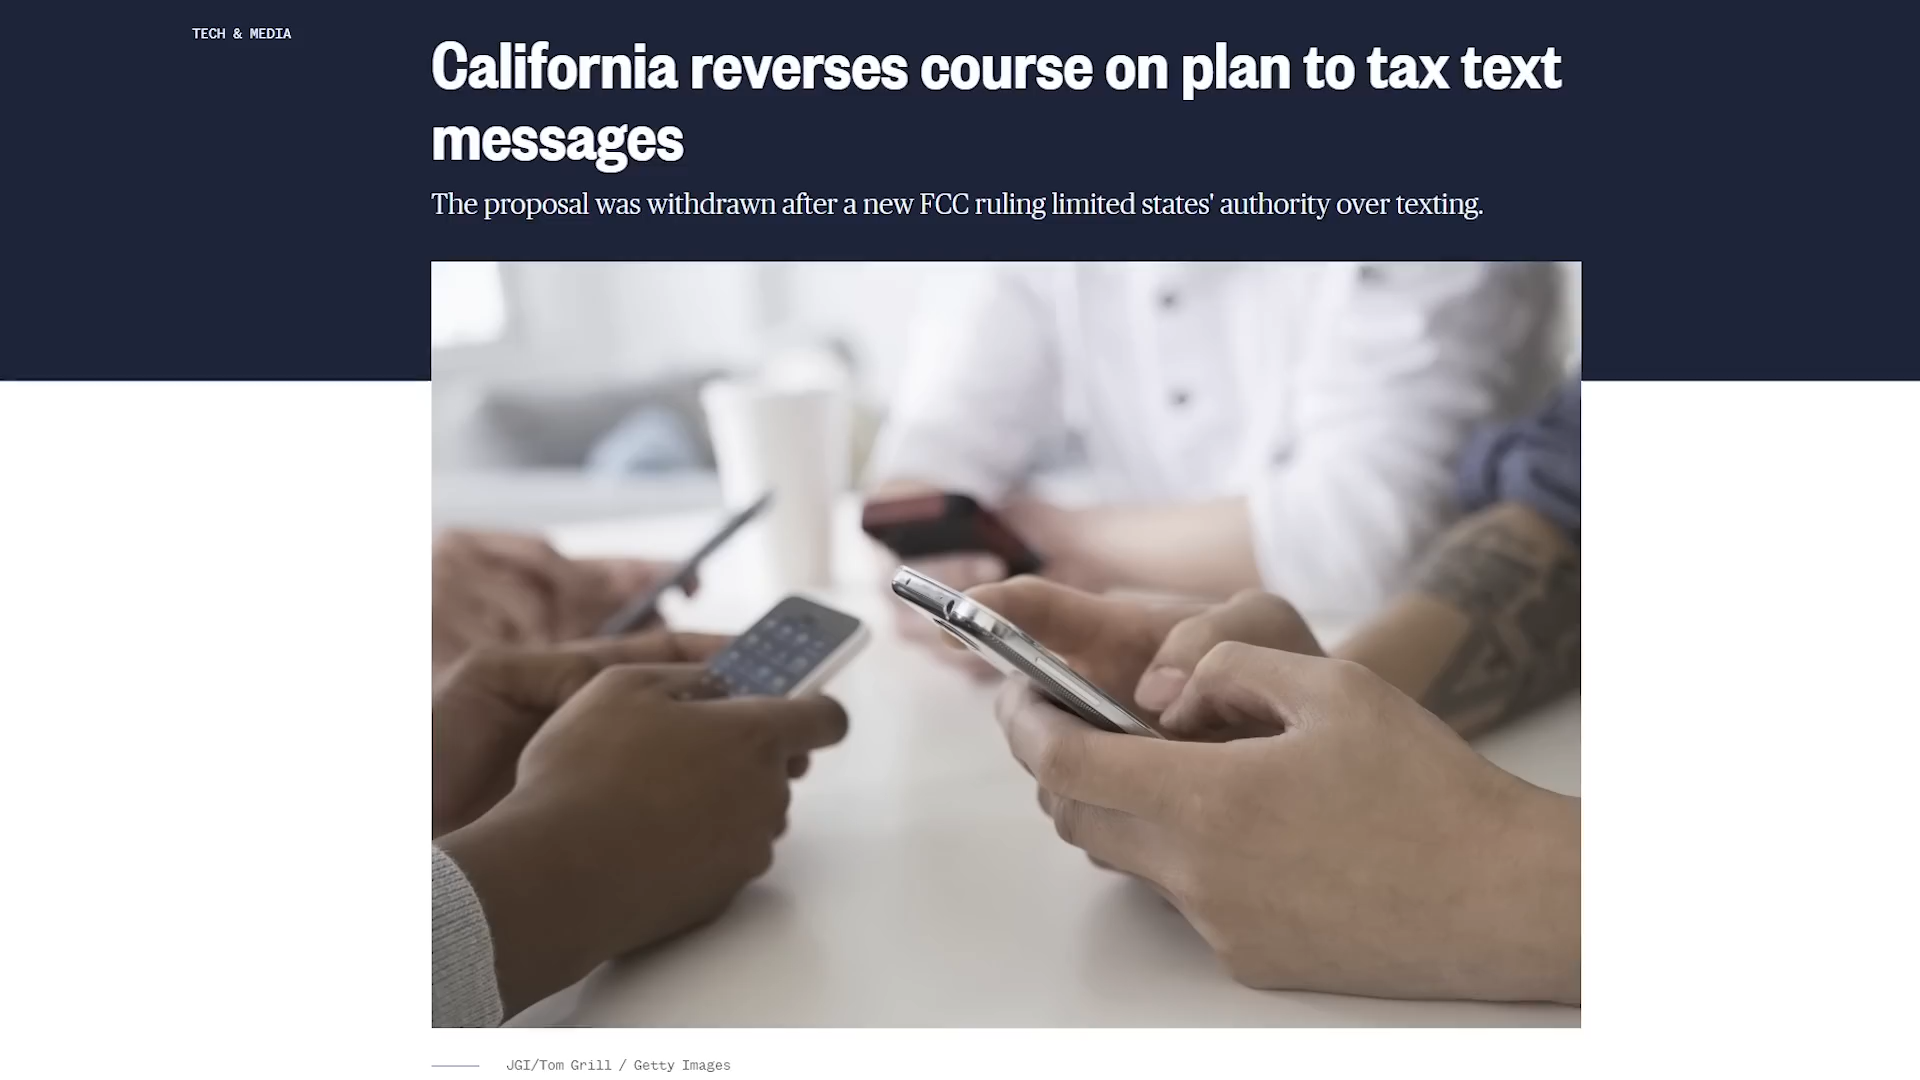 TECH & MEDIA
California reverses course on plan to tax text
messages
The proposal was withdrawn after a new FCC ruling limited states' authority over texting.
JGI/Tom Grill / Getty Images